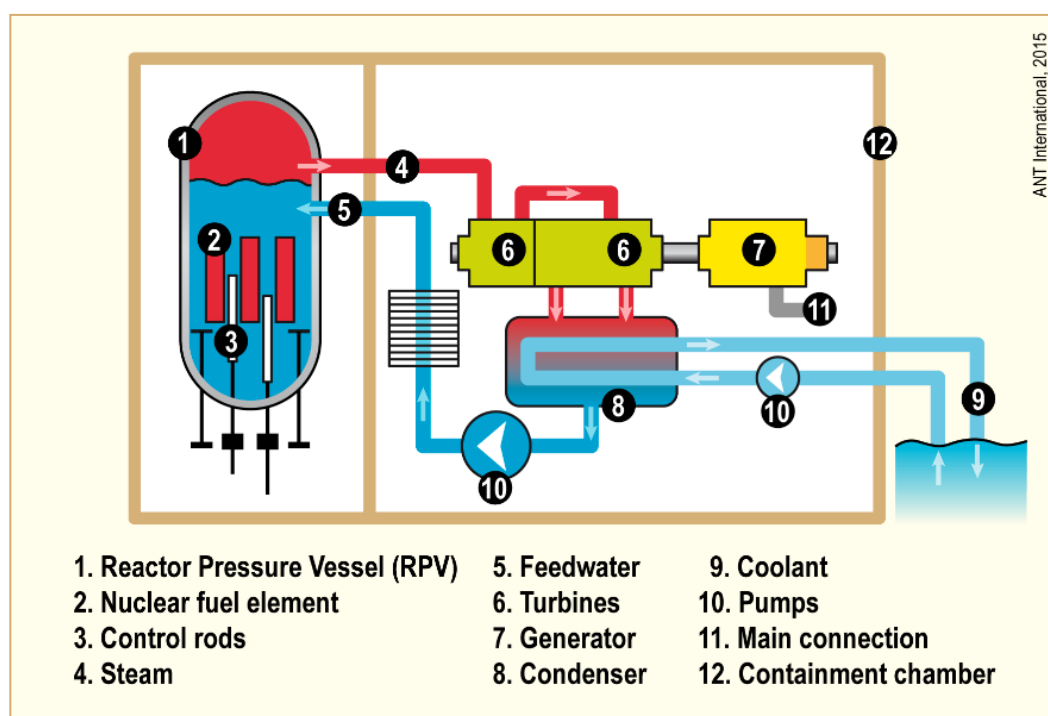 ANT International, 2015
1
12
4
5
2
6
6
7
11
3
8
9
10
10
1. Reactor Pressure Vessel (RPV)
2. Nuclear fuel element
3. Control rods
4. Steam
5. Feedwater
6. Turbines
7. Generator
8. Condenser
9. Coolant
10. Pumps
11. Main connection
12. Containment chamber